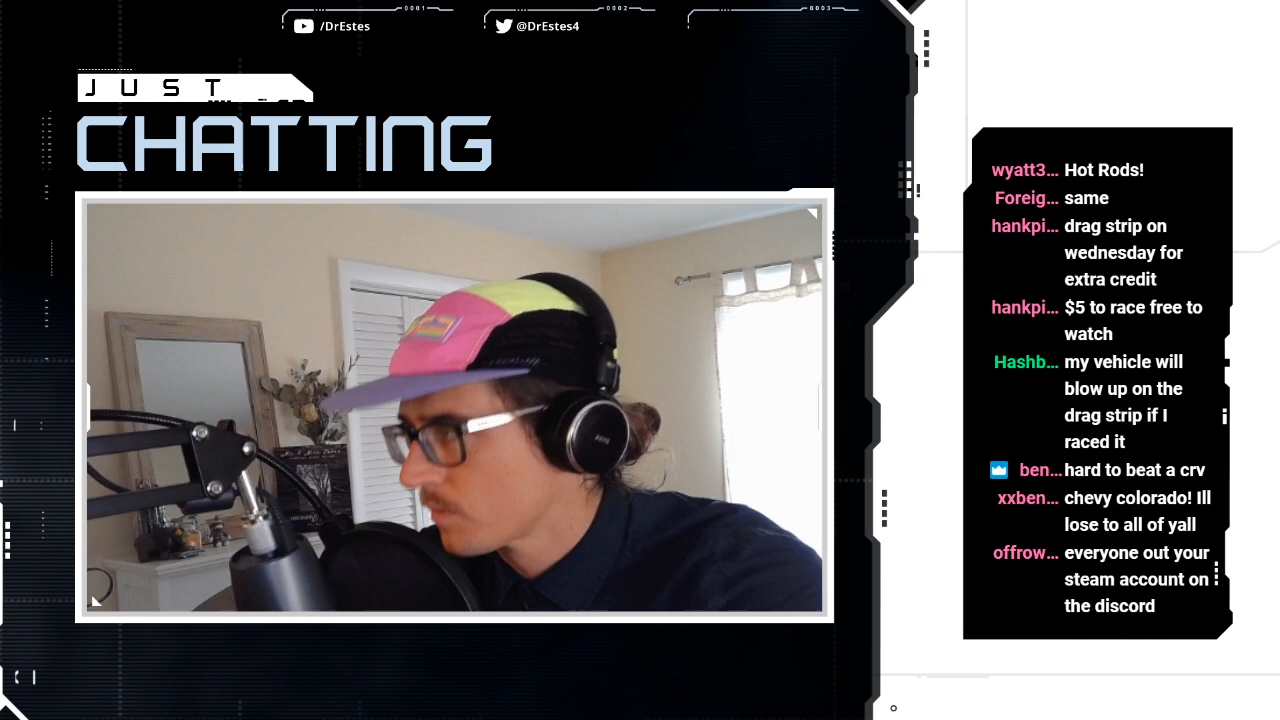 0001
0002
0003
/DrEstes
@DrEstes4
JUST
CHATTING
wyatt3… Hot Rods!
Foreig… same
hankpi… drag strip on
wednesday for
extra credit
hankpi… $5 to race free to
watch
Hashb… my vehicle will
blow up on the
drag strip if I
raced it
ben… hard to beat a crv
xxben… chevy colorado! Ill
lose to all of yall
offrow… everyone out your
steam account on
the discord